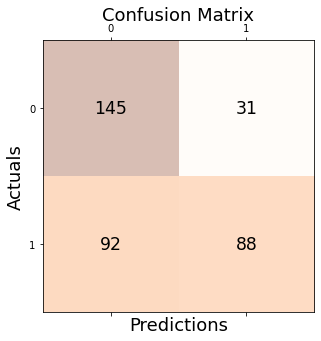 Confusion Matrix
0 1
0 145 31
Actuals
1 92 88
Predictions